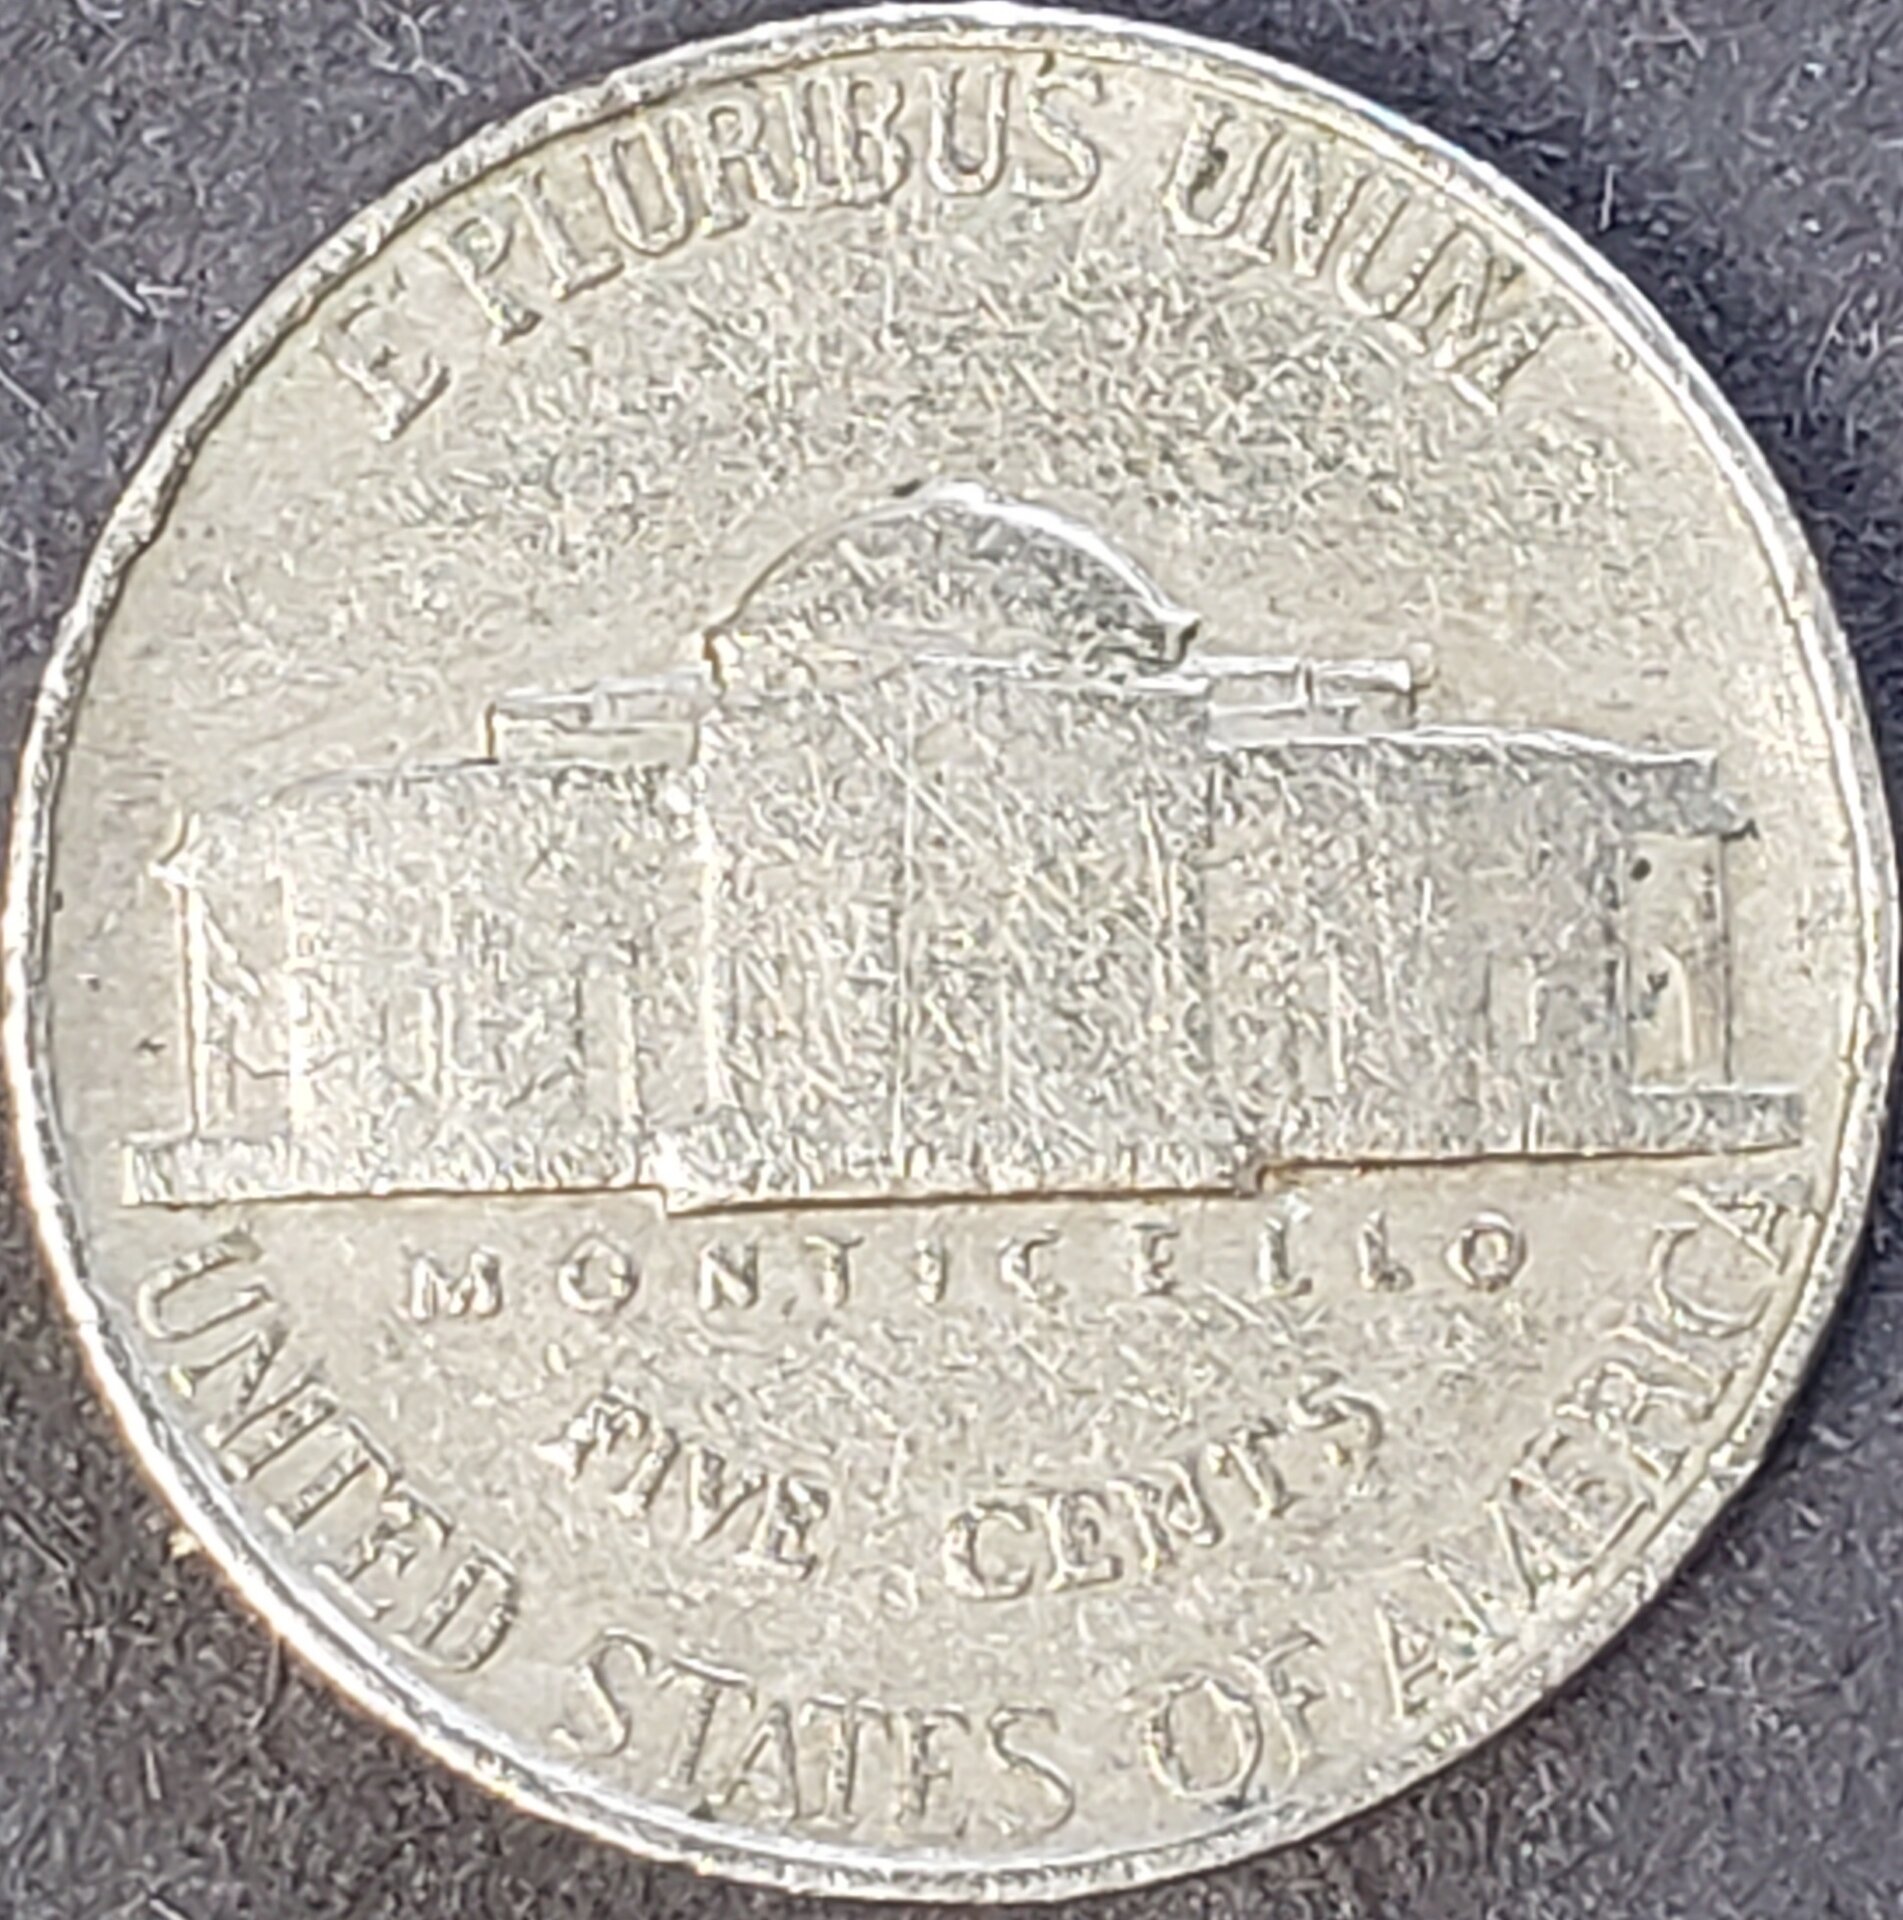 E PLURIBUS UNUM
MONTICELLO
FIVE CENTS
UNITED STATES OF AMERICA